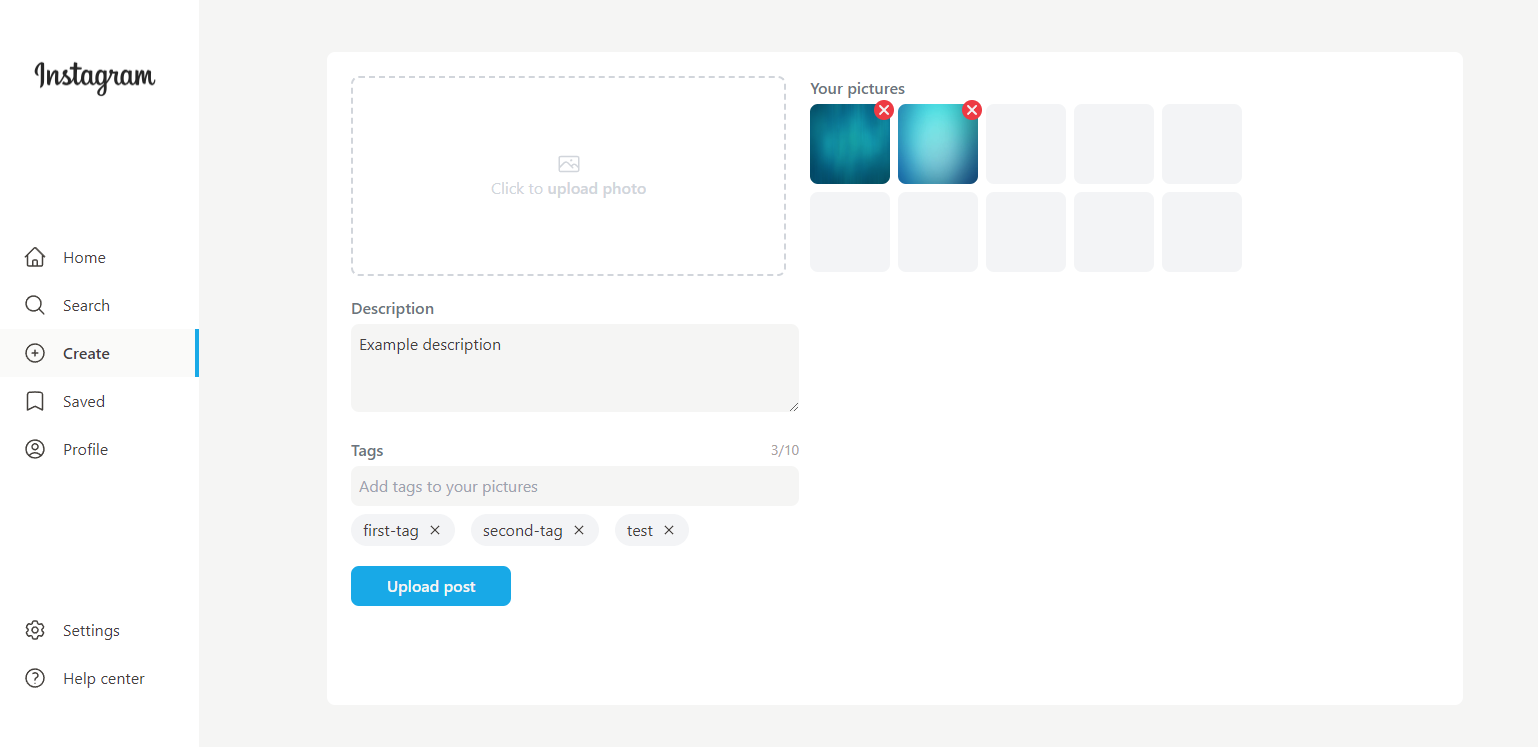 Instagram
Home
Search
Create
Saved
Profile
Settings
Help center
Click to upload photo
Your pictures
Description
Example description
Tags 3/10
Add tags to your pictures
first-tag second-tag test
Upload post